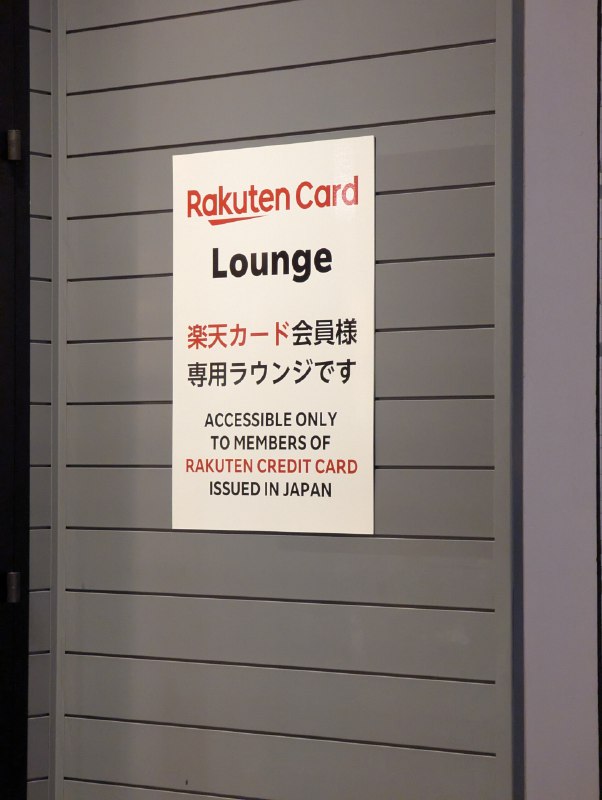 Rakuten Card
Lounge
楽天カード会員様
専用ラウンジです
ACCESSIBLE ONLY
TO MEMBERS OF
RAKUTEN CREDIT CARD
ISSUED IN JAPAN